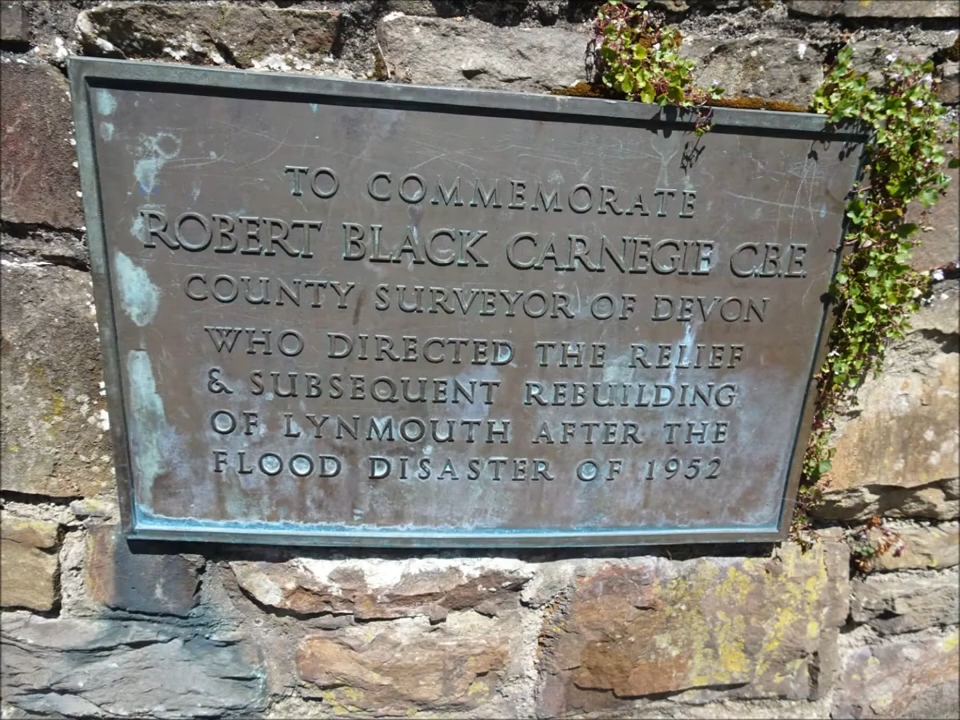 TO COMMEMORATE
ROBERT BLACK CARNEGIE C.B.E.
COUNTY SURVEYOR OF DEVON
WHO DIRECTED THE RELIEF
& SUBSEQUENT REBUILDING
OF LYNMOUTH AFTER THE
FLOOD DISASTER OF 1952